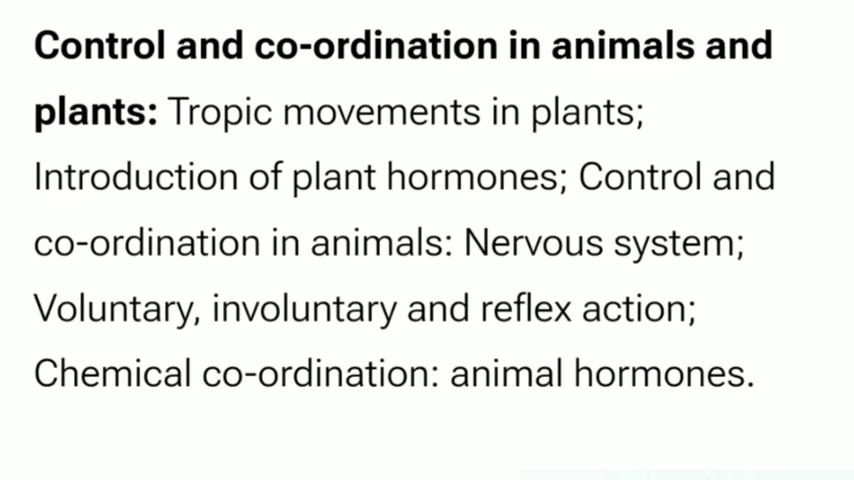 Control and co-ordination in animals and
plants: Tropic movements in plants;
Introduction of plant hormones; Control and
co-ordination in animals: Nervous system;
Voluntary, involuntary and reflex action;
Chemical co-ordination: animal hormones.